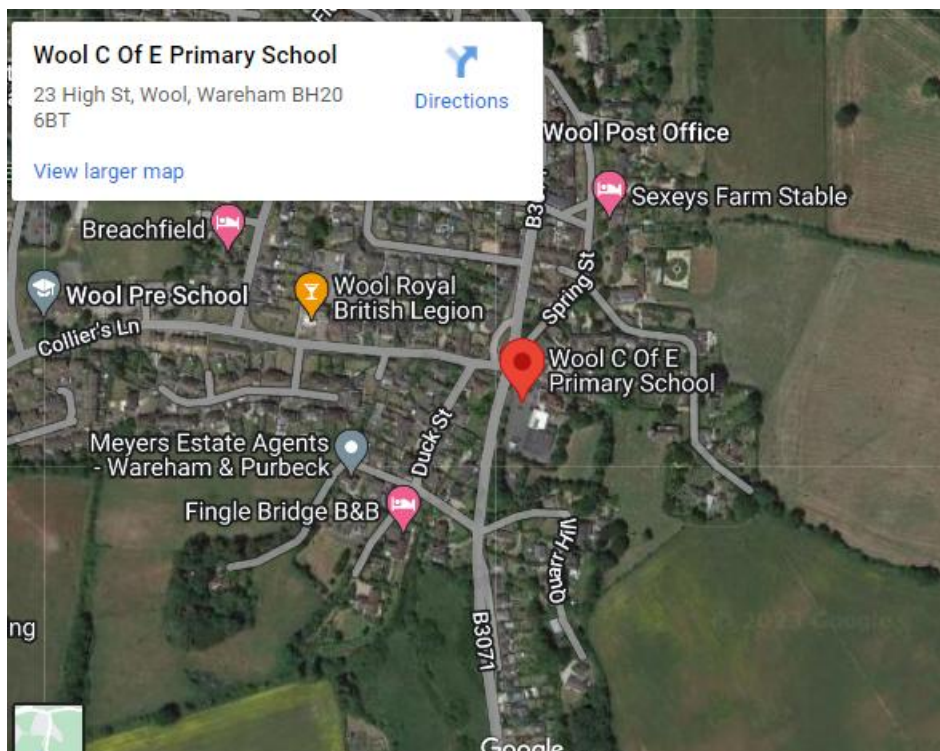 Wool C Of E Primary School
23 High St, Wool, Wareham BH20
6BT
Directions
View larger map
Wool Post Office
Sexeys Farm Stable
Breachfield
Spring St
Wool Pre School
Wool Royal
British Legion
Collier's Ln
Wool C Of E
Primary School
Duck St
Meyers Estate Agents
- Wareham & Purbeck
Fingle Bridge B&B
Quarr Hill
B3071
ng
Google